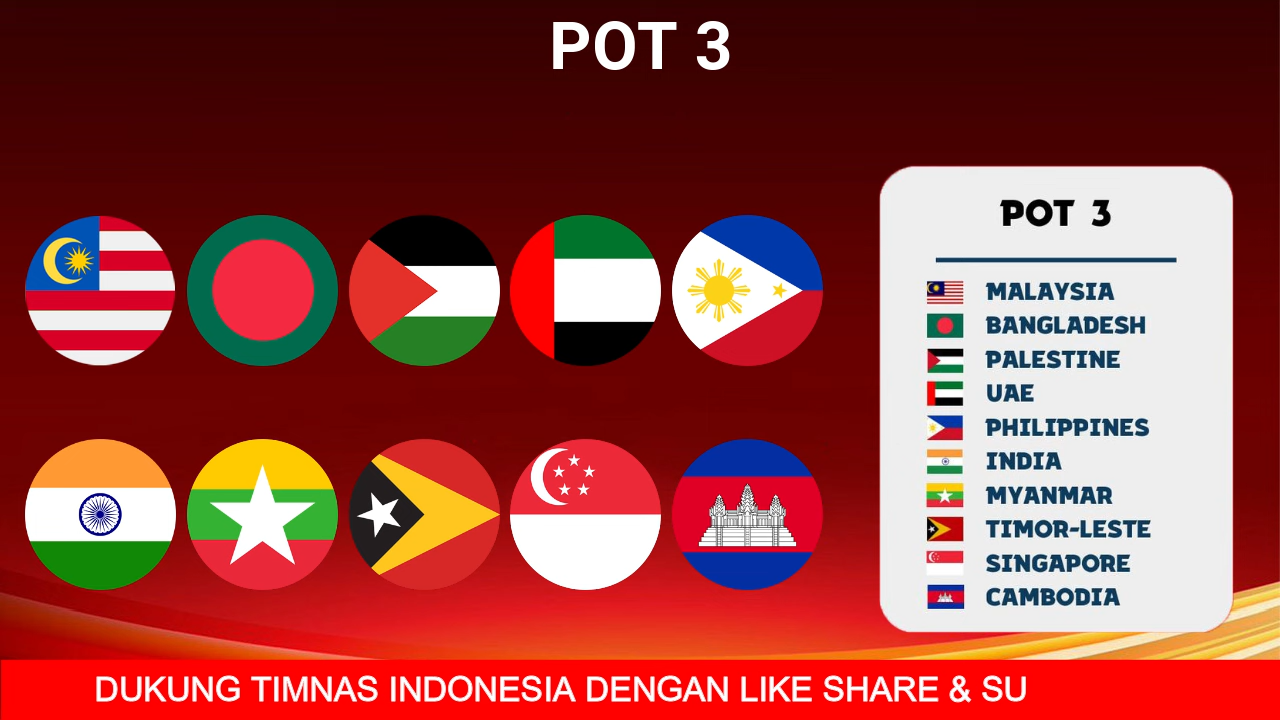 POT 3
POT 3
MALAYSIA
BANGLADESH
PALESTINE
UAE
PHILIPPINES
INDIA
MYANMAR
TIMOR-LESTE
SINGAPORE
CAMBODIA
DUKUNG TIMNAS INDONESIA DENGAN LIKE SHARE & SU